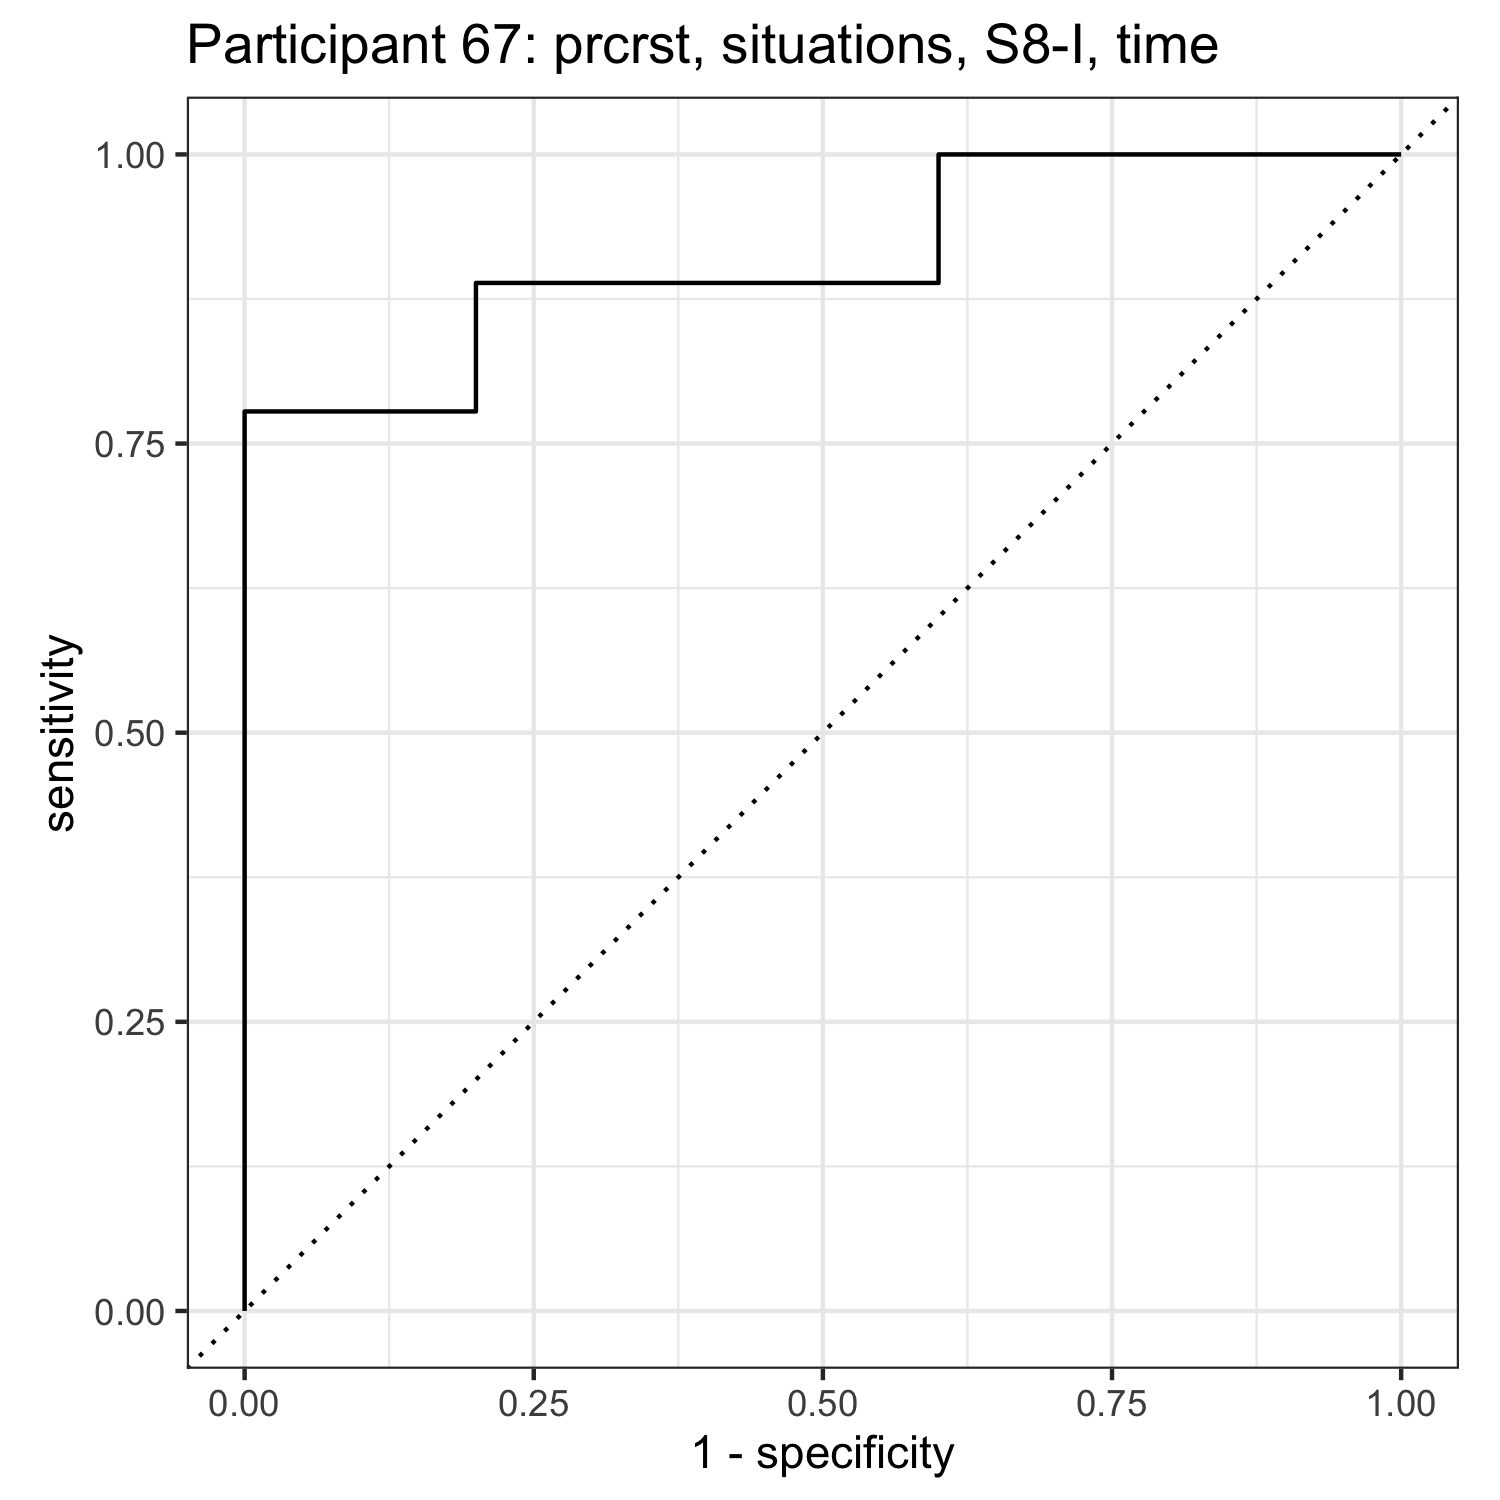 Participant 67: prcrst, situations, S8-I, time
1.00
0.75
0.50
0.25
0.00
sensitivity
0.00 0.25 0.50 0.75 1.00
1 - specificity